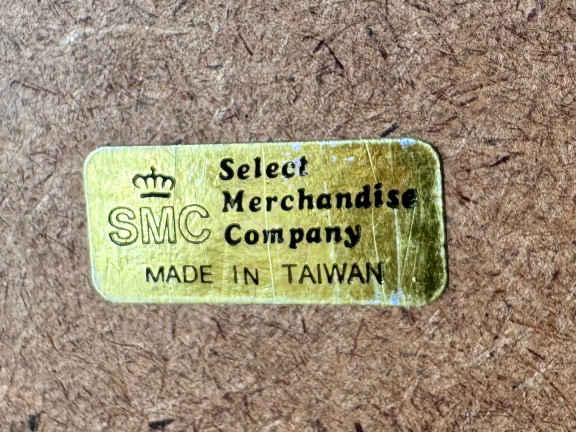 Select
Merchandise
SMC
Company
MADE IN TAIWAN